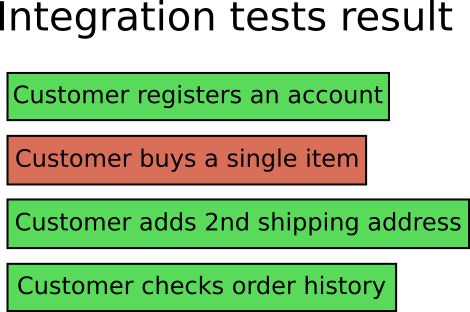 Integration tests result
Customer registers an account
Customer buys a single item
Customer adds 2nd shipping address
Customer checks order history